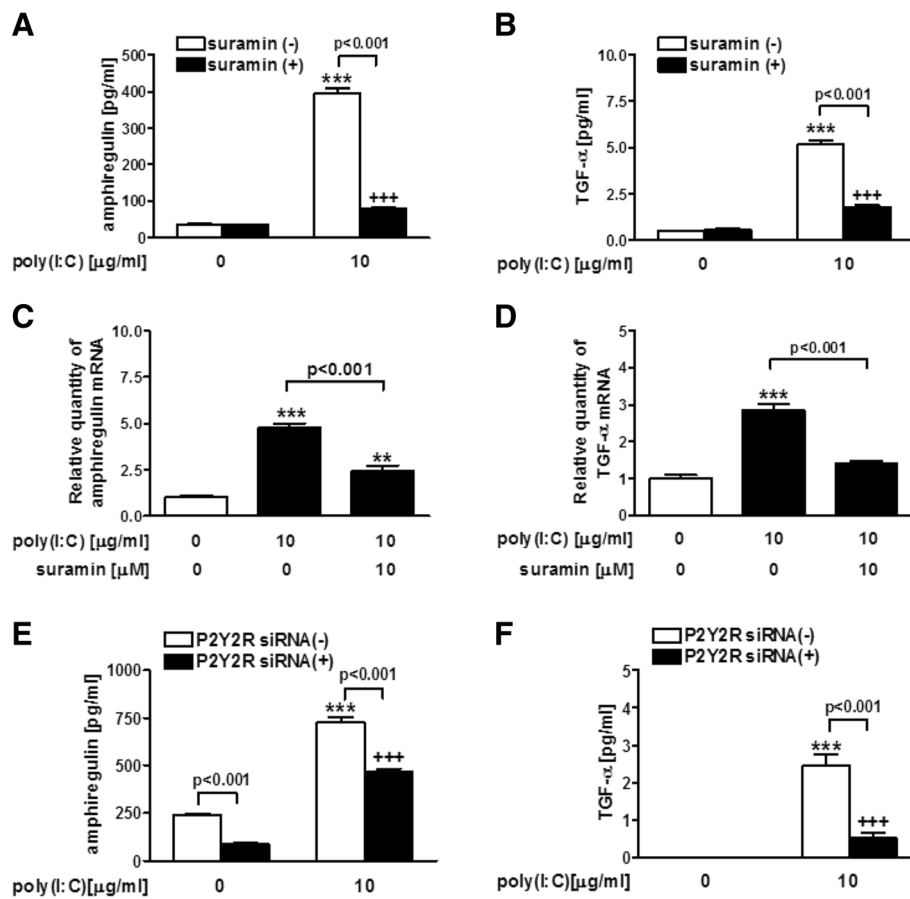 A
suramin (-)
suramin (+)
p<0.001
amphiregulin [pg/ml]
500
400
300
200
100
0
***
+++
poly(I:C) [µg/ml]
0
10
B
suramin (-)
suramin (+)
p<0.001
TGF-α [pg/ml]
10.0
7.5
5.0
2.5
0.0
***
+++
poly(I:C) [µg/ml]
0
10
C
Relative quantity of
amphiregulin mRNA
10.0
7.5
5.0
2.5
0.0
p<0.001
***
**
poly(I:C) [µg/ml]
0
10
10
suramin [µM]
0
0
10
D
Relative quantity of
TGF-α mRNA
5
4
3
2
1
0
p<0.001
***
poly(I:C) [µg/ml]
0
10
10
suramin [µM]
0
0
10
E
P2Y2R siRNA(-)
P2Y2R siRNA(+)
amphiregulin [pg/ml]
1000
750
500
250
0
p<0.001
p<0.001
***
+++
poly(I:C)[µg/ml]
0
10
F
P2Y2R siRNA(-)
P2Y2R siRNA(+)
TGF-α [pg/ml]
5
4
3
2
1
0
p<0.001
***
+++
poly(I:C)[µg/ml]
0
10